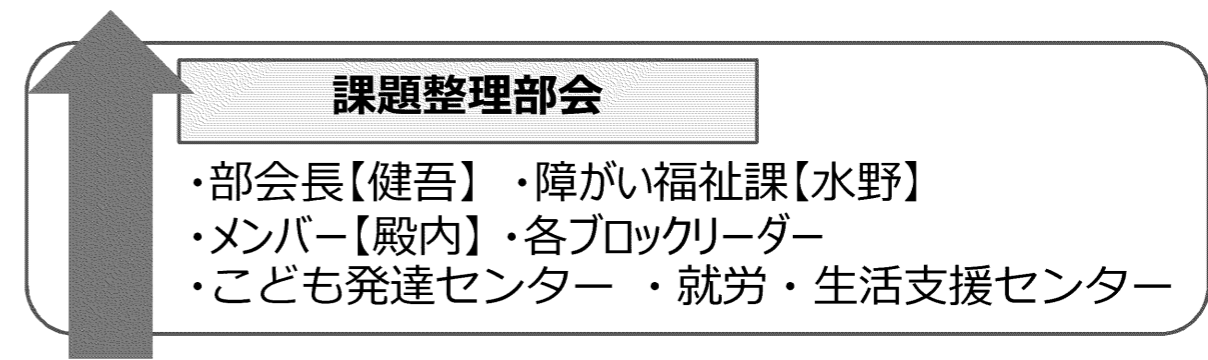 課題整理部会
・部会長【健吾】 ・障がい福祉課【水野】
・メンバー【殿内】・各ブロックリーダー
・こども発達センター ・就労・生活支援センター